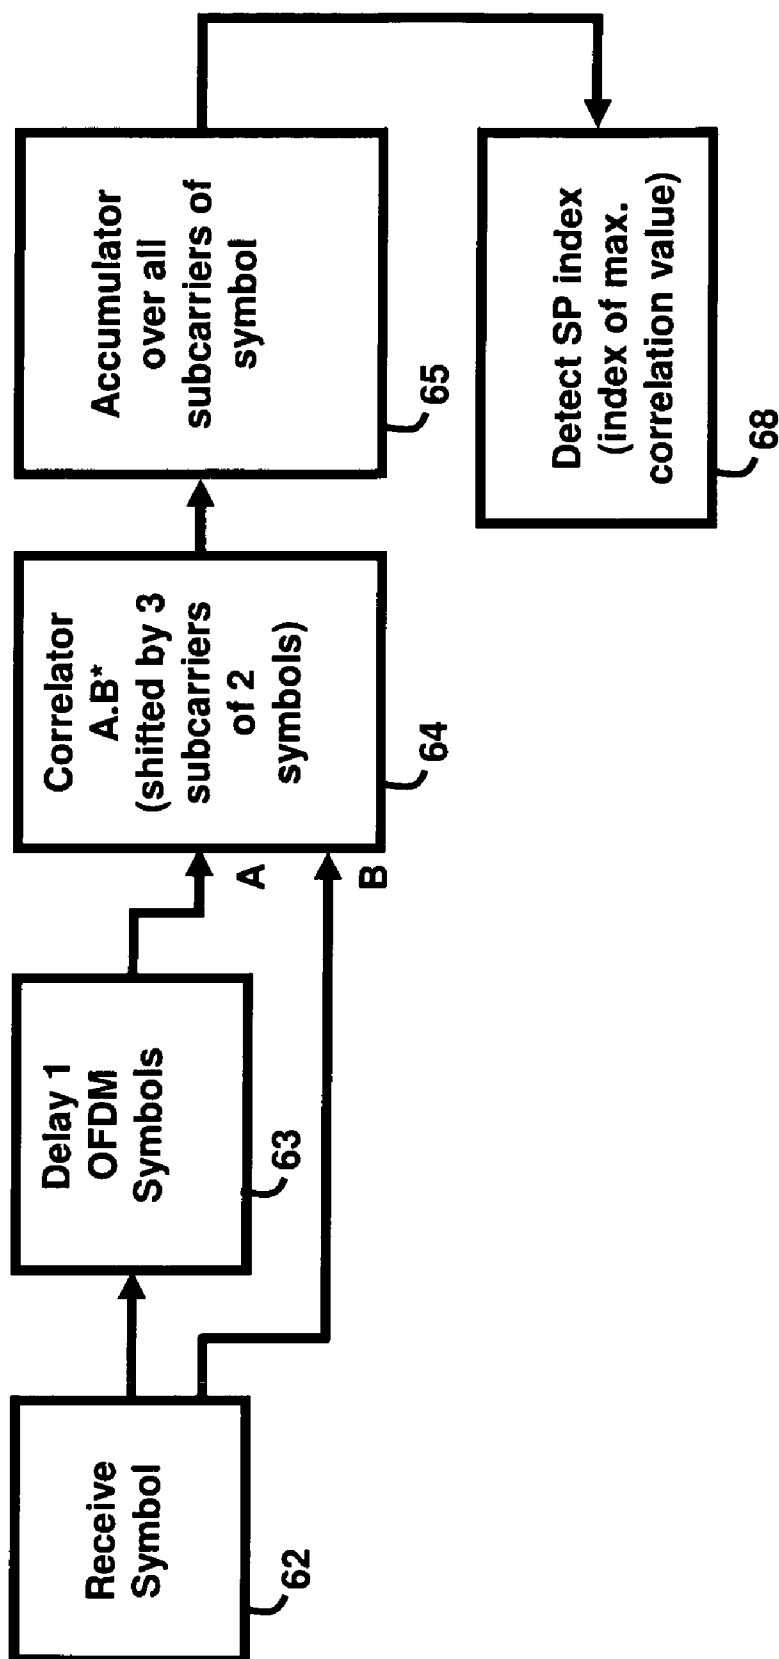 Receive
Symbol
62
Delay 1
OFDM
Symbols
63
A
B
Correlator
A.B*
(shifted by 3
subcarriers
of 2
symbols)
64
Accumulator
over all
subcarriers of
symbol
65
Detect SP index
(index of max.
correlation value)
68